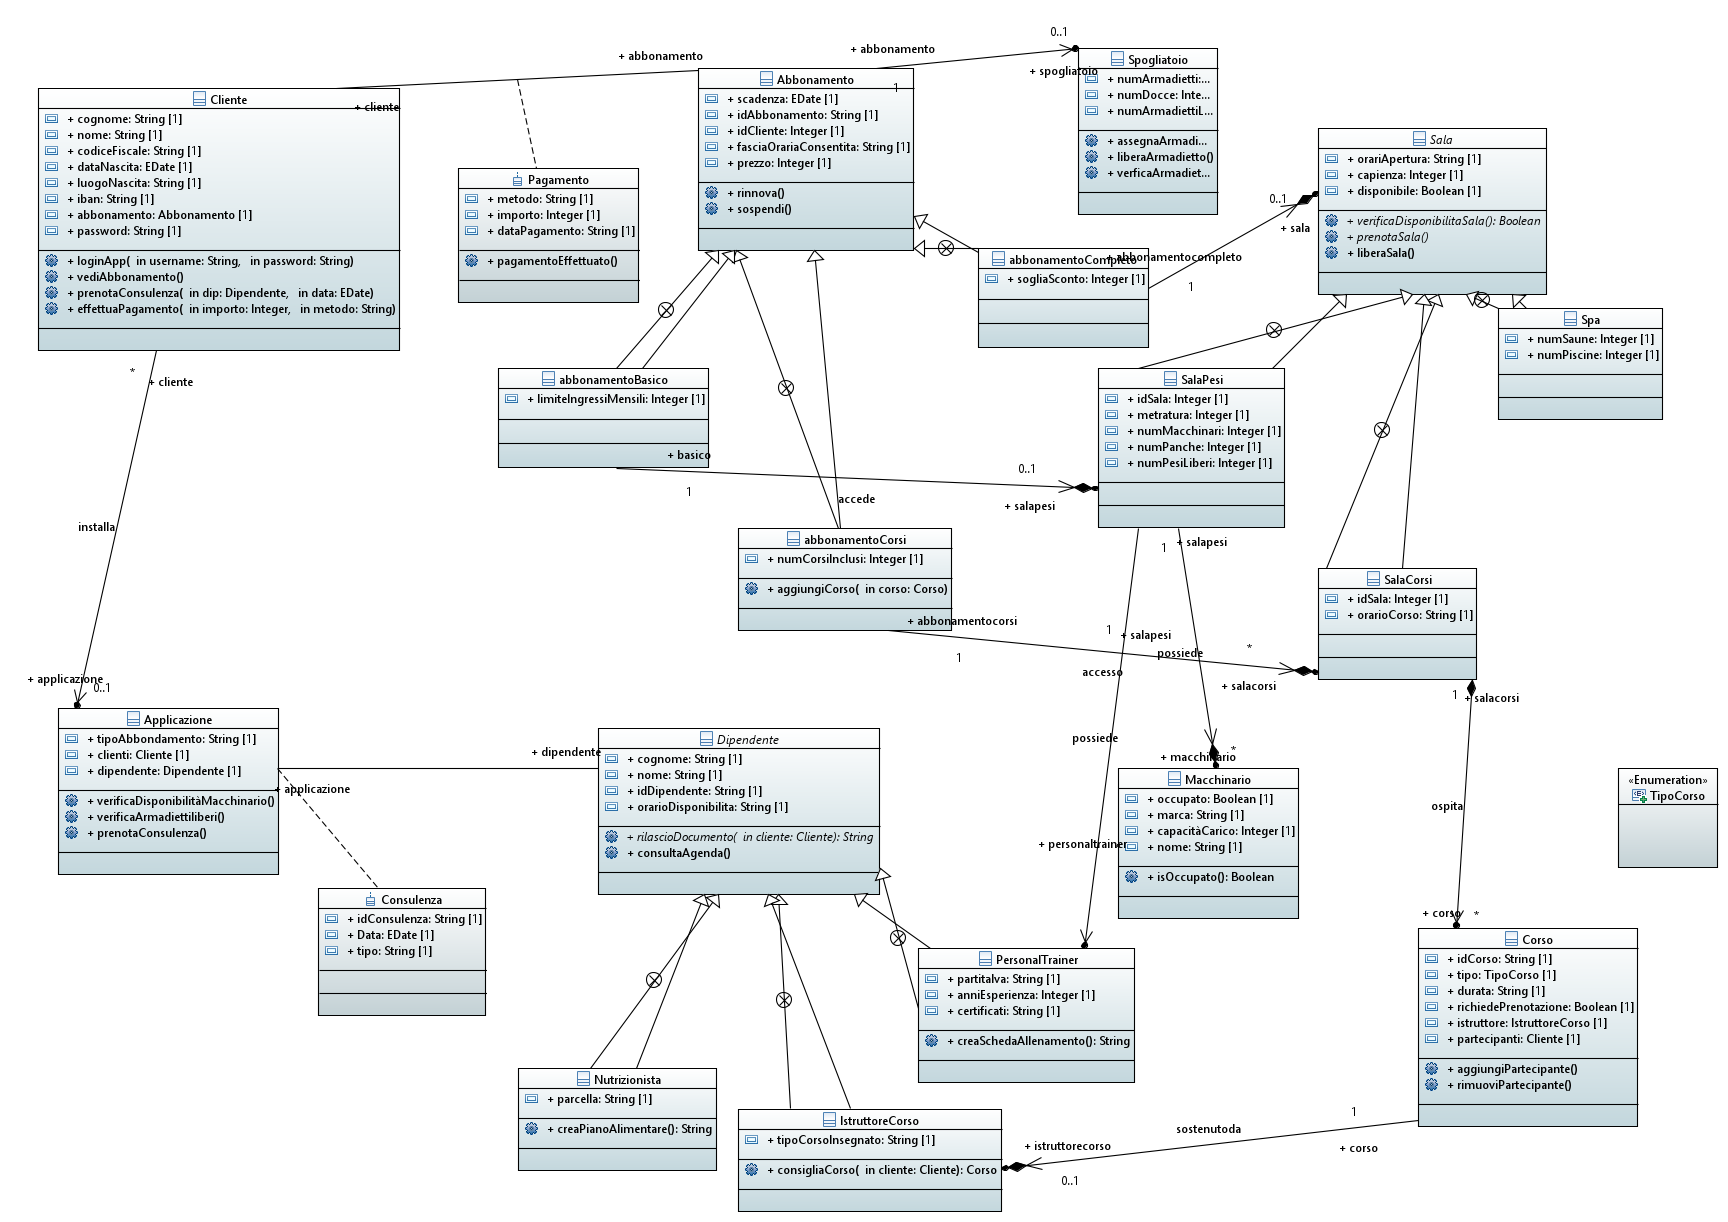 Cliente
+ cognome: String [1]
+ nome: String [1]
+ codiceFiscale: String [1]
+ dataNascita: EDate [1]
+ luogoNascita: String [1]
+ iban: String [1]
+ abbonamento: Abbonamento [1]
+ password: String [1]
+ loginApp( in username: String, in password: String)
+ vediAbbonamento()
+ prenotaConsulenza( in dip: Dipendente, in data: EDate)
+ effettuaPagamento( in importo: Integer, in metodo: String)
+ cliente
+ abbonamento
Pagamento
+ metodo: String [1]
+ importo: Integer [1]
+ dataPagamento: String [1]
+ pagamentoEffettuato()
Abbonamento
+ scadenza: EDate [1]
+ idAbbonamento: String [1]
+ idCliente: Integer [1]
+ fasciaOrariaConsentita: String [1]
+ prezzo: Integer [1]
+ rinnova()
+ sospendi()
+ abbonamento
1
0..1
+ spogliatoio
Spogliatoio
+ numArmadietti:...
+ numDocce: Inte...
+ numArmadiettiL...
+ assegnaArmadi...
+ liberaArmadietto()
+ verficaArmadiet...
Sala
+ orariApertura: String [1]
+ capienza: Integer [1]
+ disponibile: Boolean [1]
+ verificaDisponibilitaSala(): Boolean
+ prenotaSala()
+ liberaSala()
0..1
+ sala
+ abbonamentocompleto
1
abbonamentoCompleto
+ sogliaSconto: Integer [1]
Spa
+ numSaune: Integer [1]
+ numPiscine: Integer [1]
abbonamentoBasico
+ limiteIngressiMensili: Integer [1]
+ basico
1
0..1
+ salapesi
SalaPesi
+ idSala: Integer [1]
+ metratura: Integer [1]
+ numMacchinari: Integer [1]
+ numPanche: Integer [1]
+ numPesiLiberi: Integer [1]
*
+ cliente
installa
+ applicazione
0..1
accede
abbonamentoCorsi
+ numCorsiInclusi: Integer [1]
+ aggiungiCorso( in corso: Corso)
+ abbonamentocorsi
1
accesso
*
+ salacorsi
1
+ salapesi
1
+ salapesi
possiede
possiede
*
+ macchinario
+ personaltrainer
SalaCorsi
+ idSala: Integer [1]
+ orarioCorso: String [1]
1
+ salacorsi
ospita
+ corso
*
Applicazione
+ tipoAbbondamento: String [1]
+ clienti: Cliente [1]
+ dipendente: Dipendente [1]
+ verificaDisponibilitàMacchinario()
+ verificaArmadiettiliberi()
+ prenotaConsulenza()
+ applicazione
+ dipendente
Consulenza
+ idConsulenza: String [1]
+ Data: EDate [1]
+ tipo: String [1]
Dipendente
+ cognome: String [1]
+ nome: String [1]
+ idDipendente: String [1]
+ orarioDisponibilita: String [1]
+ rilascioDocumento( in cliente: Cliente): String
+ consultaAgenda()
Macchinario
+ occupato: Boolean [1]
+ marca: String [1]
+ capacitàCarico: Integer [1]
+ nome: String [1]
+ isOccupato(): Boolean
«Enumeration»
TipoCorso
PersonalTrainer
+ partitaIva: String [1]
+ anniEsperienza: Integer [1]
+ certificati: String [1]
+ creaSchedaAllenamento(): String
Corso
+ idCorso: String [1]
+ tipo: TipoCorso [1]
+ durata: String [1]
+ richiedePrenotazione: Boolean [1]
+ istruttore: IstruttoreCorso [1]
+ partecipanti: Cliente [1]
+ aggiungiPartecipante()
+ rimuoviPartecipante()
Nutrizionista
+ parcella: String [1]
+ creaPianoAlimentare(): String
IstruttoreCorso
+ tipoCorsoInsegnato: String [1]
+ consigliaCorso( in cliente: Cliente): Corso
+ istruttorecorso
0..1
sostenutoda
1
+ corso